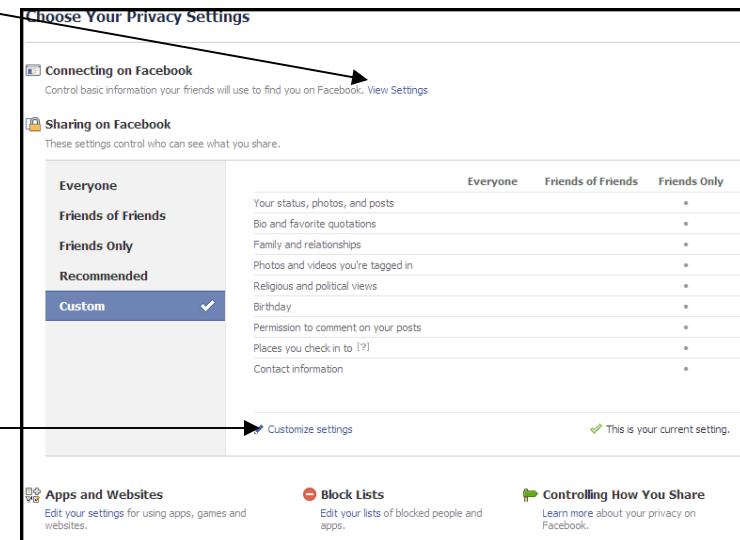 Choose Your Privacy Settings
Connecting on Facebook
Control basic information your friends will use to find you on Facebook. View Settings
Sharing on Facebook
These settings control who can see what you share.
Everyone
Friends of Friends
Friends Only
Recommended
Custom
Everyone Friends of Friends Friends Only
Your status, photos, and posts
Bio and favorite quotations
Family and relationships
Photos and videos you're tagged in
Religious and political views
Birthday
Permission to comment on your posts
Places you check in to [?]
Contact information
Customize settings This is your current setting.
Apps and Websites
Edit your settings for using apps, games and
websites.
Block Lists
Edit your lists of blocked people and
apps.
Controlling How You Share
Learn more about your privacy on
Facebook.